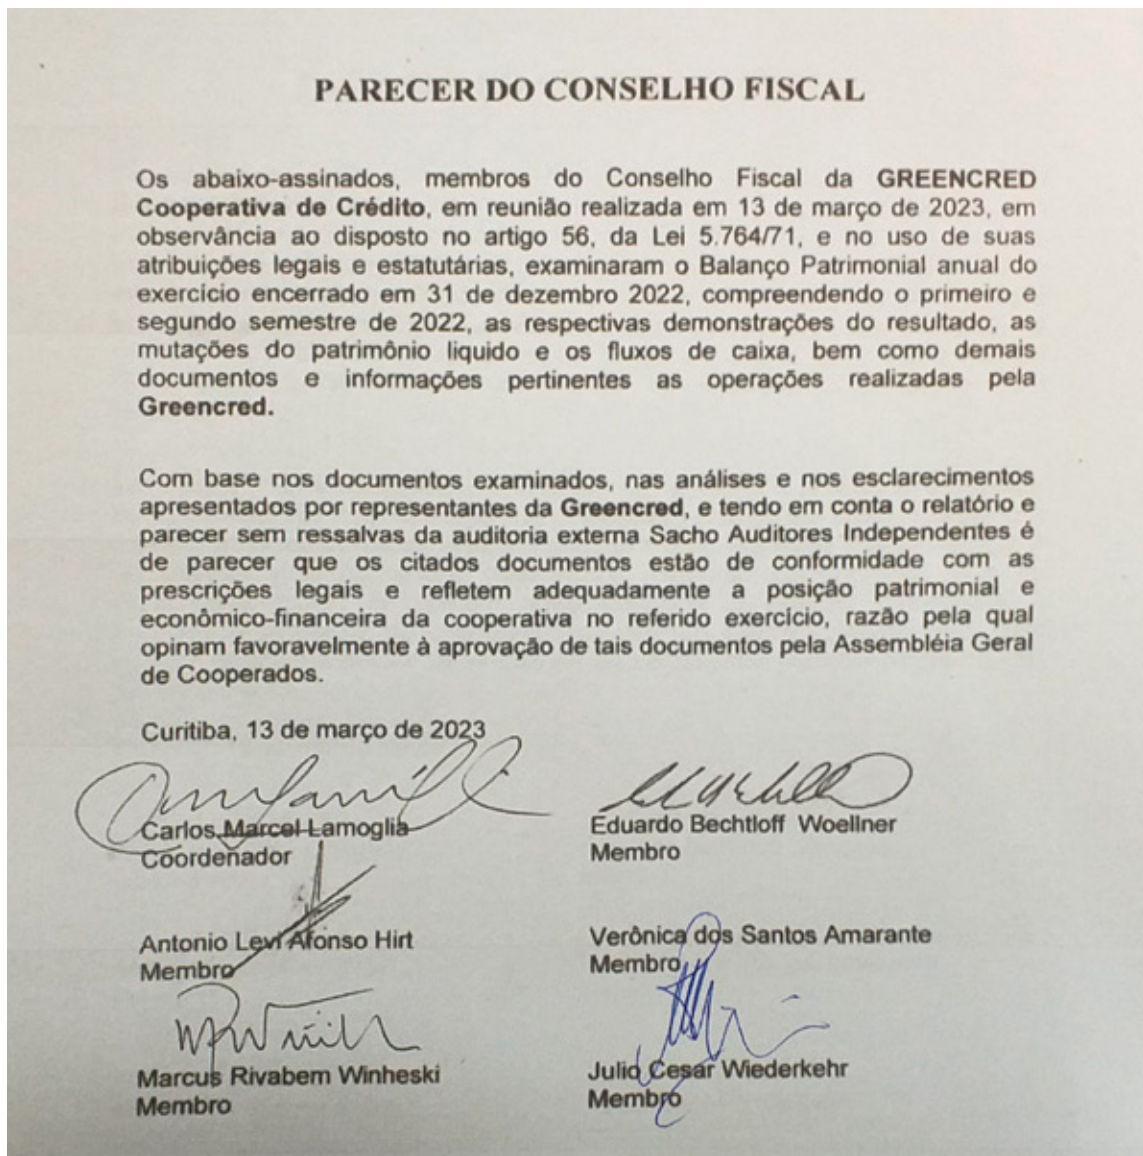 PARECER DO CONSELHO FISCAL
Os abaixo-assinados, membros do Conselho Fiscal da GREENCRED
Cooperativa de Crédito, em reunião realizada em 13 de março de 2023, em
observância ao disposto no artigo 56, da Lei 5.764/71, e no uso de suas
atribuições legais e estatutárias, examinaram o Balanço Patrimonial anual do
exercício encerrado em 31 de dezembro 2022, compreendendo o primeiro e
segundo semestre de 2022, as respectivas demonstrações do resultado, as
mutações do patrimônio liquido e os fluxos de caixa, bem como demais
documentos e informações pertinentes as operações realizadas pela
Greencred.
Com base nos documentos examinados, nas análises e nos esclarecimentos
apresentados por representantes da Greencred, e tendo em conta o relatório e
parecer sem ressalvas da auditoria externa Sacho Auditores Independentes é
de parecer que os citados documentos estão de conformidade com as
prescrições legais e refletem adequadamente a posição patrimonial e
econômico-financeira da cooperativa no referido exercício, razão pela qual
opinam favoravelmente à aprovação de tais documentos pela Assembléia Geral
de Cooperados.
Curitiba, 13 de março de 2023
Carlos Marcel Lamoglia
Coordenador
Eduardo Bechtloff Woellner
Membro
Antonio Levi Afonso Hirt
Membro
Verônica dos Santos Amarante
Membro
Marcus Rivabem Winheski
Membro
Julio Cesar Wiederkehr
Membro